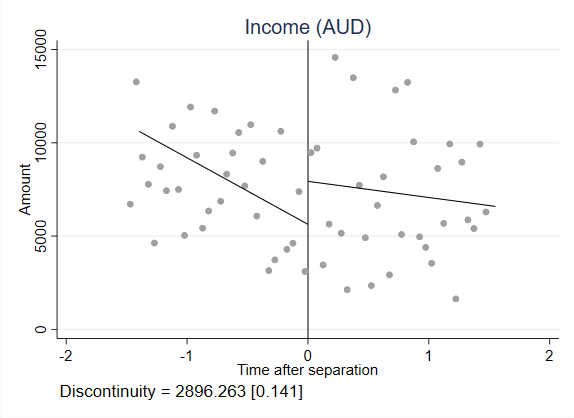 Income (AUD)
15000
10000
5000
0
Amount
-2
-1
0
1
2
Time after separation
Discontinuity = 2896.263 [0.141]